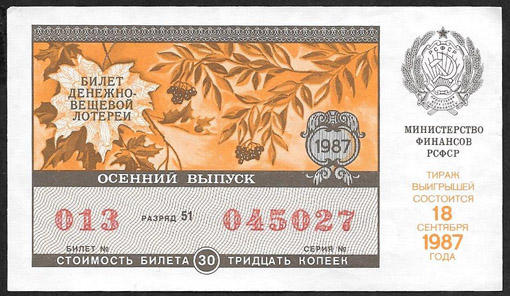 БИЛЕТ
ДЕНЕЖНО-
ВЕЩЕВОЙ
ЛОТЕРЕИ
1987
ОСЕННИЙ ВЫПУСК
013 РАЗРЯД 51 045027
БИЛЕТ № СЕРИЯ №
СТОИМОСТЬ БИЛЕТА 30 ТРИДЦАТЬ КОПЕЕК
РСФСР
МИНИСТЕРСТВО
ФИНАНСОВ
РСФСР
ТИРАЖ
ВЫИГРЫШЕЙ
СОСТОИТСЯ
18
СЕНТЯБРЯ
1987
ГОДА